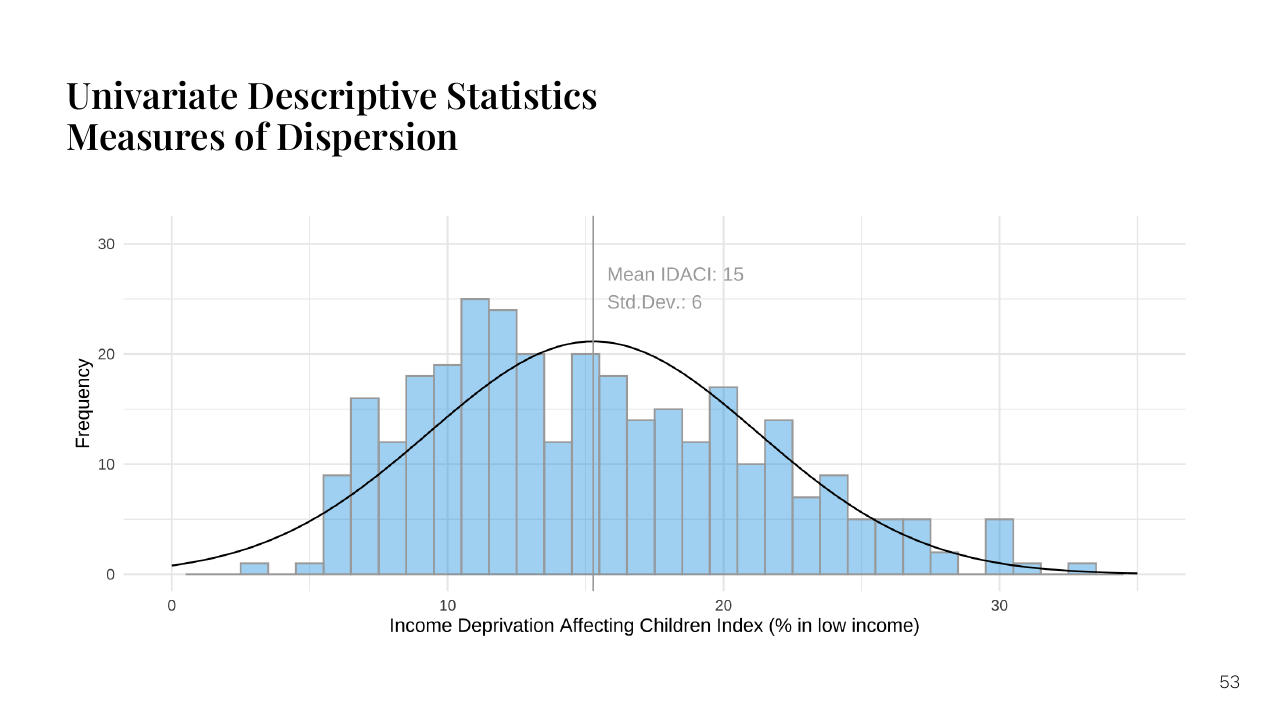 Univariate Descriptive Statistics
Measures of Dispersion
30
20
10
0
Frequency
Mean IDACI: 15
Std.Dev.: 6
0 10 20 30
Income Deprivation Affecting Children Index (% in low income)
53